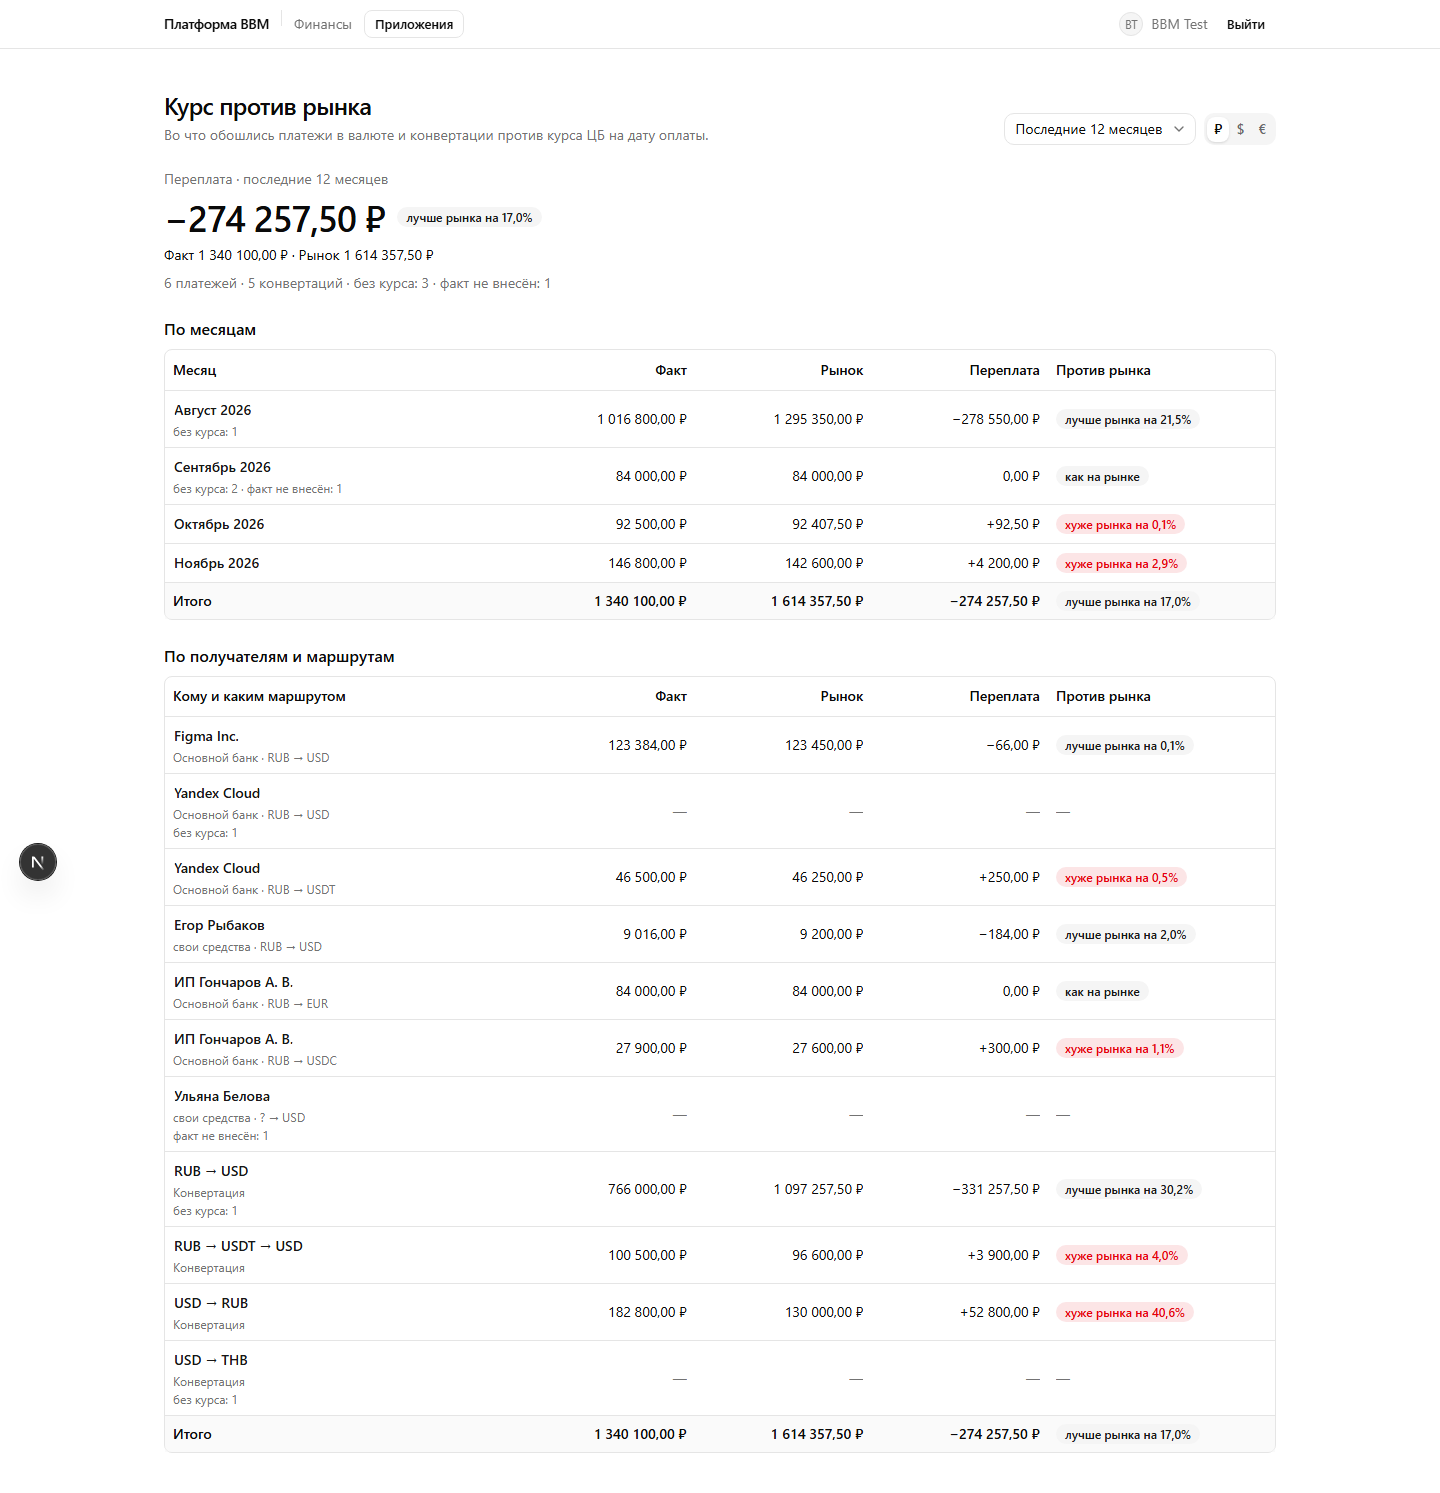 Платформа BBM Финансы Приложения BT BBM Test Выйти
Курс против рынка
Во что обошлись платежи в валюте и конвертации против курса ЦБ на дату оплаты.
Последние 12 месяцев ₽ $ €
Переплата · последние 12 месяцев
−274 257,50 ₽ лучше рынка на 17,0%
Факт 1 340 100,00 ₽ · Рынок 1 614 357,50 ₽
6 платежей · 5 конвертаций · без курса: 3 · факт не внесён: 1
По месяцам
Месяц Факт Рынок Переплата Против рынка
Август 2026
без курса: 1
1 016 800,00 ₽ 1 295 350,00 ₽ −278 550,00 ₽ лучше рынка на 21,5%
Сентябрь 2026
без курса: 2 · факт не внесён: 1
84 000,00 ₽ 84 000,00 ₽ 0,00 ₽ как на рынке
Октябрь 2026 92 500,00 ₽ 92 407,50 ₽ +92,50 ₽ хуже рынка на 0,1%
Ноябрь 2026 146 800,00 ₽ 142 600,00 ₽ +4 200,00 ₽ хуже рынка на 2,9%
Итого 1 340 100,00 ₽ 1 614 357,50 ₽ −274 257,50 ₽ лучше рынка на 17,0%
По получателям и маршрутам
Кому и каким маршрутом Факт Рынок Переплата Против рынка
Figma Inc.
Основной банк · RUB → USD
123 384,00 ₽ 123 450,00 ₽ −66,00 ₽ лучше рынка на 0,1%
Yandex Cloud
Основной банк · RUB → USD
без курса: 1
— — — —
Yandex Cloud
Основной банк · RUB → USDT
46 500,00 ₽ 46 250,00 ₽ +250,00 ₽ хуже рынка на 0,5%
Егор Рыбаков
свои средства · RUB → USD
9 016,00 ₽ 9 200,00 ₽ −184,00 ₽ лучше рынка на 2,0%
ИП Гончаров А. В.
Основной банк · RUB → EUR
84 000,00 ₽ 84 000,00 ₽ 0,00 ₽ как на рынке
ИП Гончаров А. В.
Основной банк · RUB → USDC
27 900,00 ₽ 27 600,00 ₽ +300,00 ₽ хуже рынка на 1,1%
Ульяна Белова
свои средства · ? → USD
факт не внесён: 1
— — — —
RUB → USD
Конвертация
без курса: 1
766 000,00 ₽ 1 097 257,50 ₽ −331 257,50 ₽ лучше рынка на 30,2%
RUB → USDT → USD
Конвертация
100 500,00 ₽ 96 600,00 ₽ +3 900,00 ₽ хуже рынка на 4,0%
USD → RUB
Конвертация
182 800,00 ₽ 130 000,00 ₽ +52 800,00 ₽ хуже рынка на 40,6%
USD → THB
Конвертация
без курса: 1
— — — —
Итого 1 340 100,00 ₽ 1 614 357,50 ₽ −274 257,50 ₽ лучше рынка на 17,0%